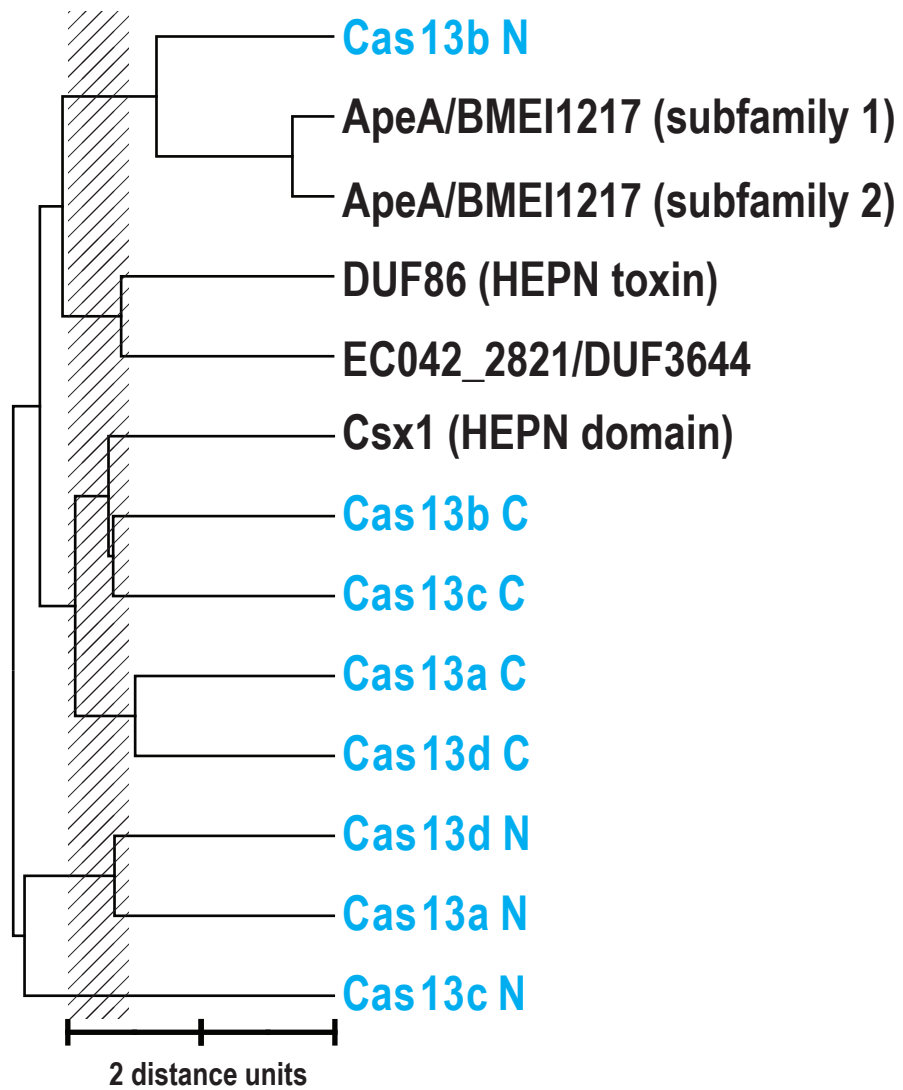 Cas13b N
ApeA/BMEI1217 (subfamily 1)
ApeA/BMEI1217 (subfamily 2)
DUF86 (HEPN toxin)
EC042_2821/DUF3644
Csx1 (HEPN domain)
Cas13b C
Cas13c C
Cas13a C
Cas13d C
Cas13d N
Cas13a N
Cas13c N
2 distance units